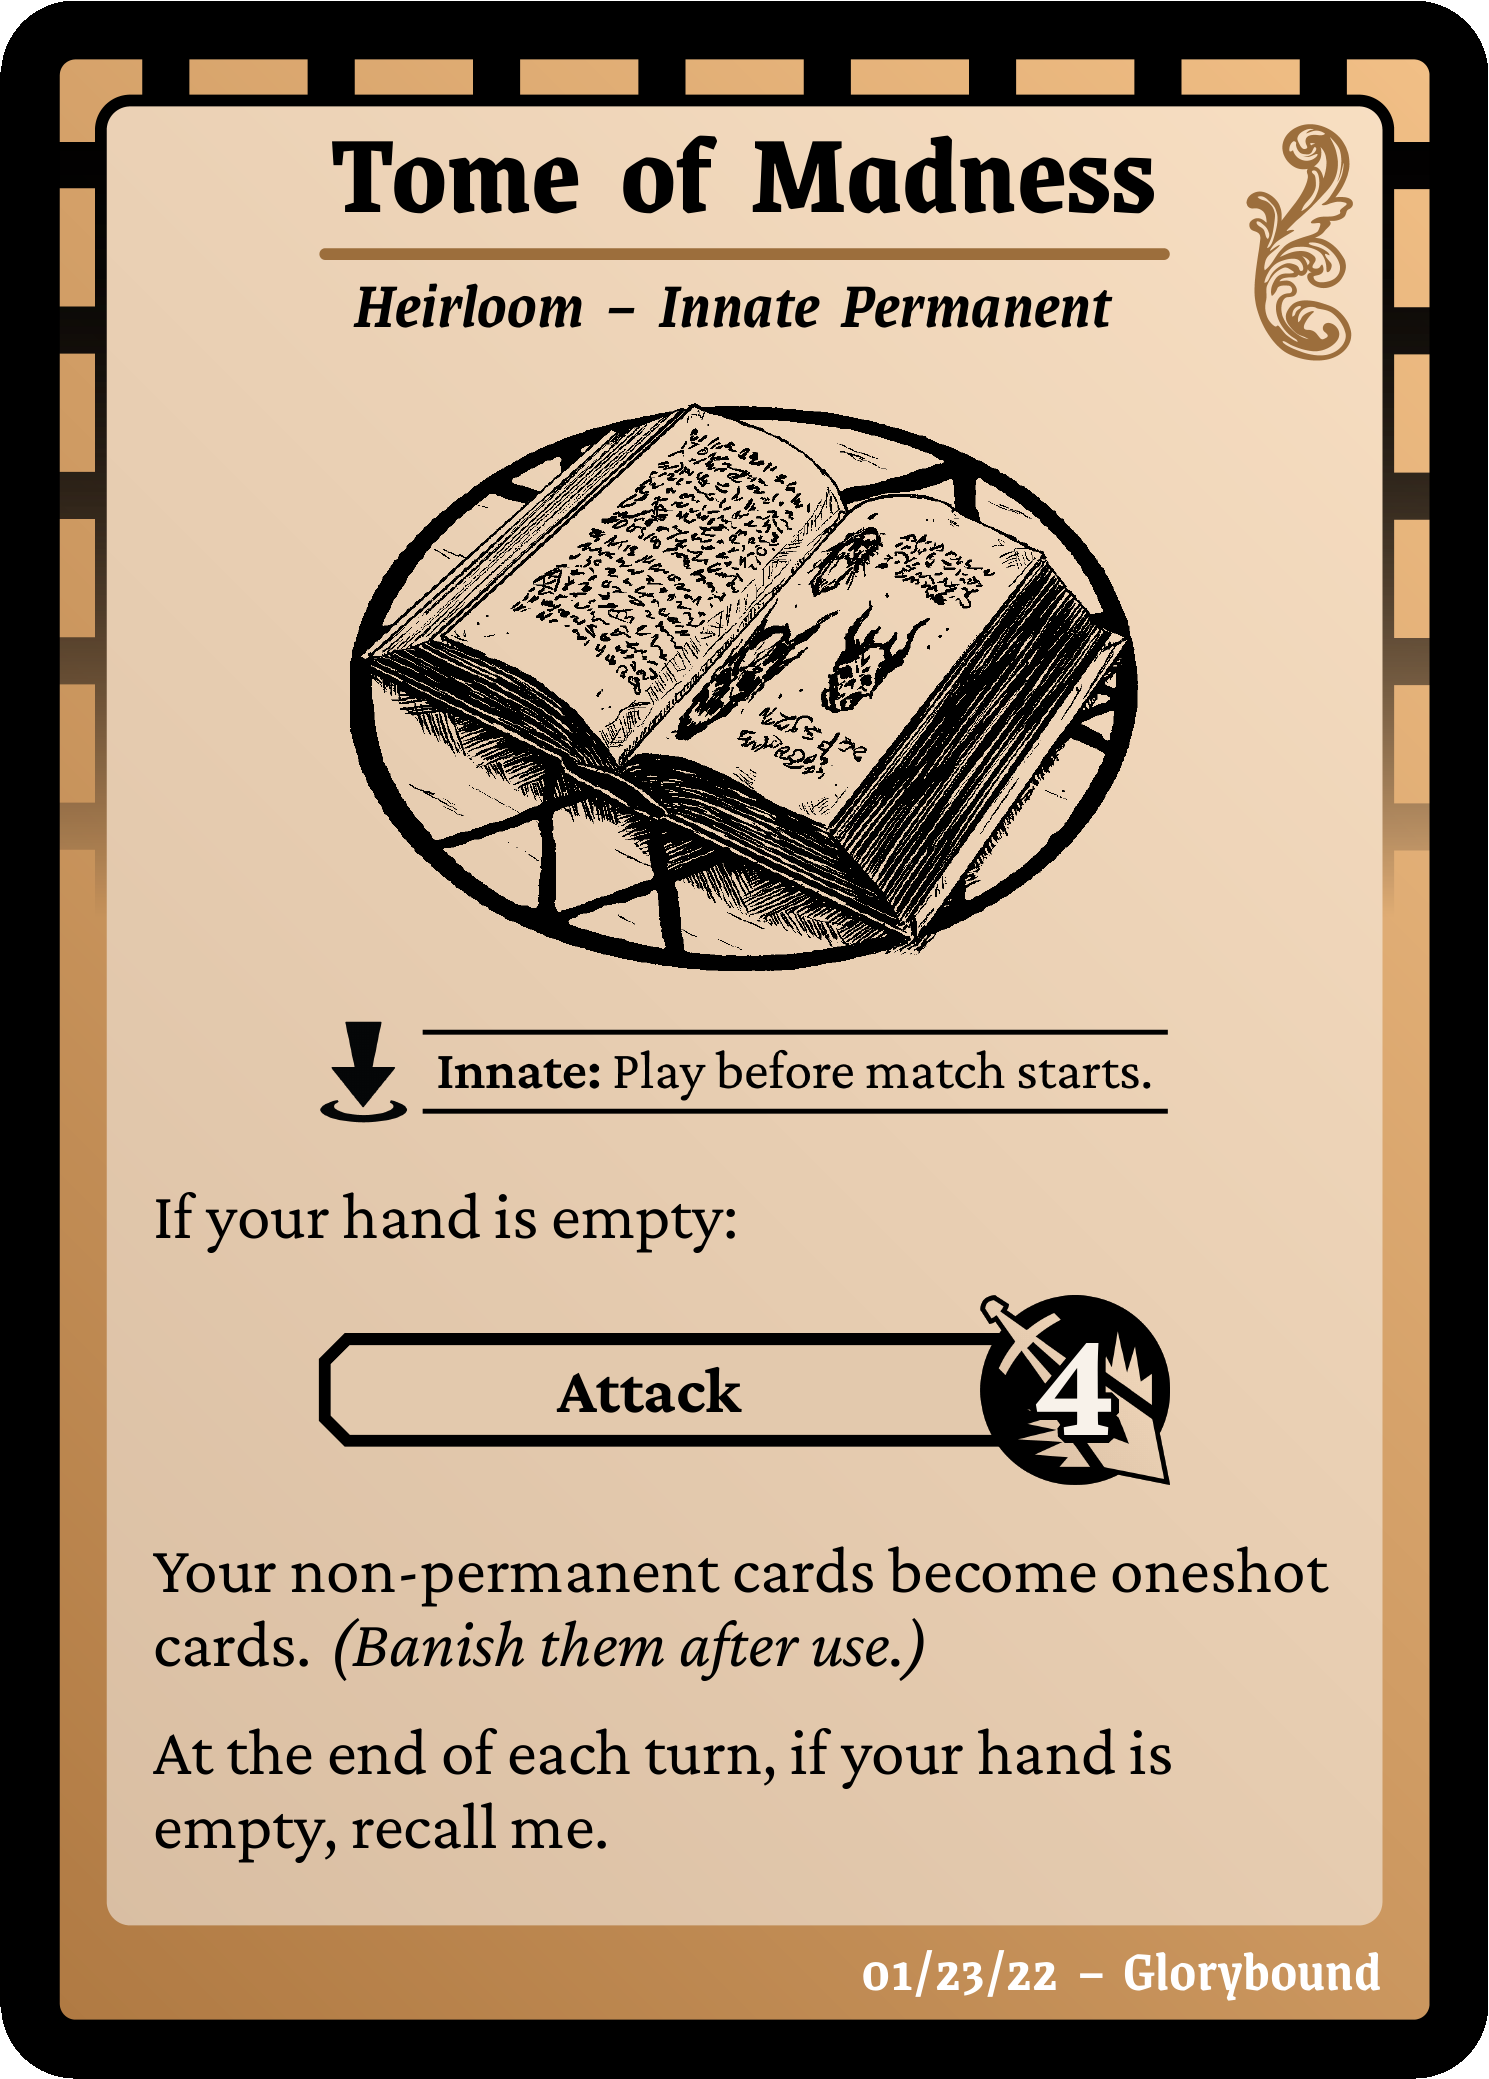 Tome of Madness
Heirloom – Innate Permanent
Innate: Play before match starts.
If your hand is empty:
Attack
4
Your non-permanent cards become oneshot
cards. (Banish them after use.)
At the end of each turn, if your hand is
empty, recall me.
01/23/22 – Glorybound